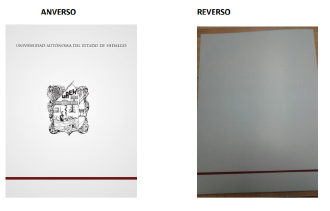 ANVERSO
REVERSO
UNIVERSIDAD AUTÓNOMA DEL ESTADO DE HIDALGO